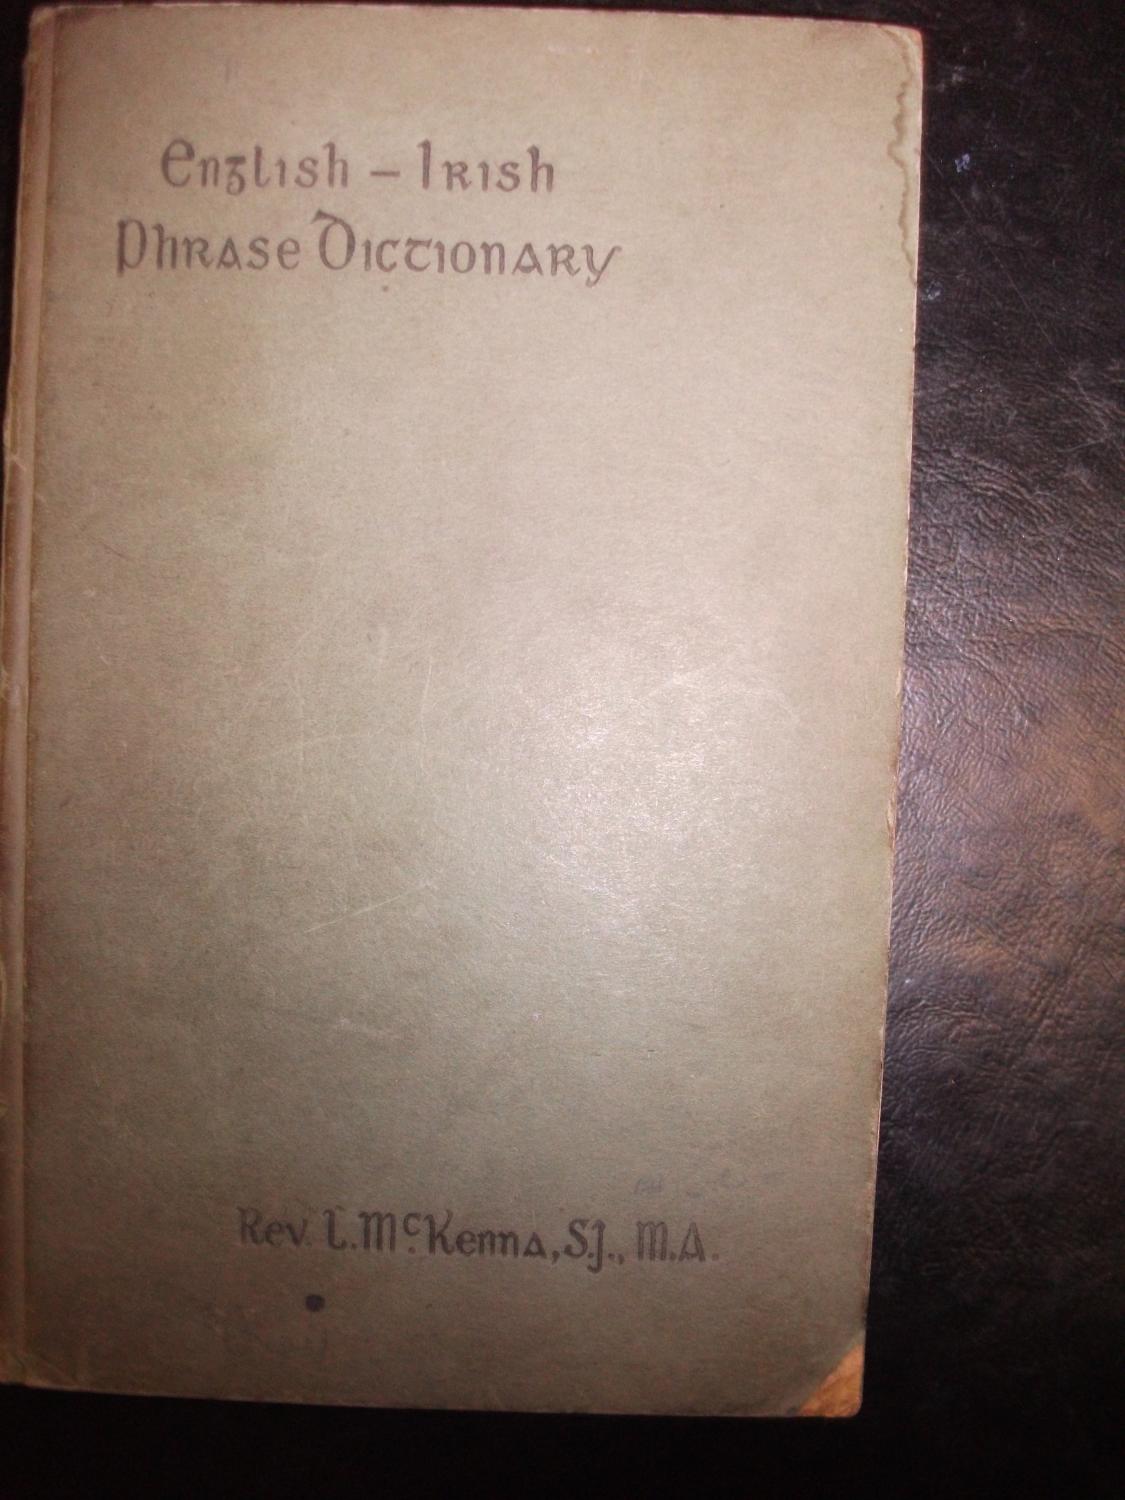 English – Irish
Phrase Dictionary
Rev. L. McKenna, S.J., M.A.